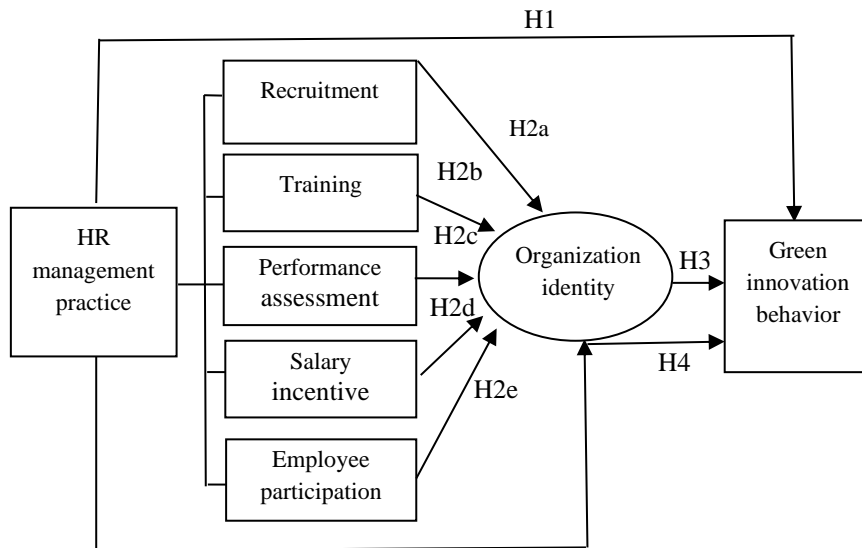 H1
Recruitment
H2a
Training
H2b
HR
management
practice
H2c
Performance
assessment
Organization
identity
H3
Green
innovation
behavior
H2d
Salary
incentive
H4
H2e
Employee
participation